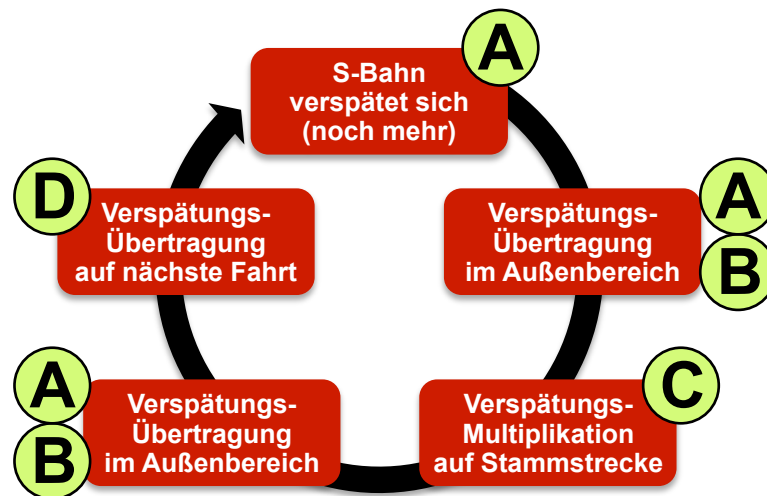 A
S-Bahn
verspätet sich
(noch mehr)
A
B
Verspätungs-
Übertragung
im Außenbereich
C
Verspätungs-
Multiplikation
auf Stammstrecke
A
B
Verspätungs-
Übertragung
im Außenbereich
D
Verspätungs-
Übertragung
auf nächste Fahrt